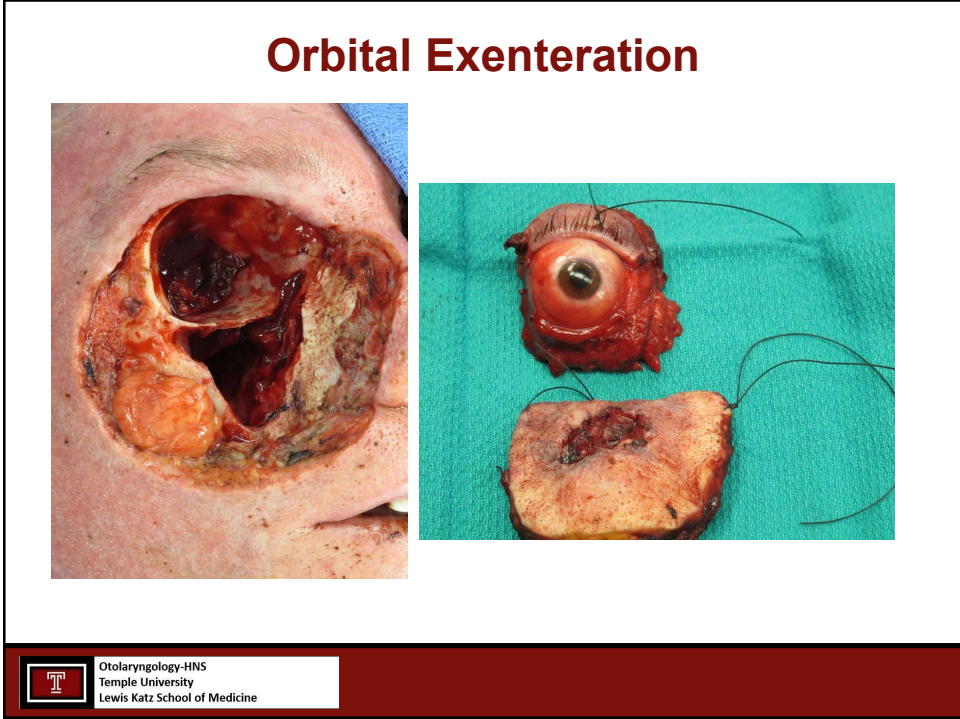 Orbital Exenteration
Otolaryngology-HNS
Temple University
Lewis Katz School of Medicine